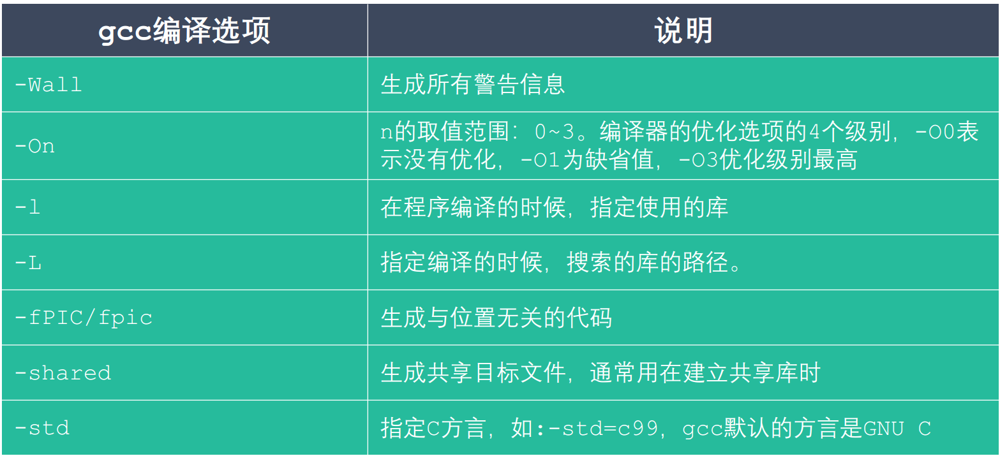 gcc编译选项
说明
-Wall
生成所有警告信息
-On
n的取值范围：0~3。编译器的优化选项的4个级别，-O0表
示没有优化，-O1为缺省值，-O3优化级别最高
-l
在程序编译的时候，指定使用的库
-L
指定编译的时候，搜索的库的路径。
-fPIC/fpic
生成与位置无关的代码
-shared
生成共享目标文件，通常用在建立共享库时
-std
指定C方言，如:-std=c99，gcc默认的方言是GNU C